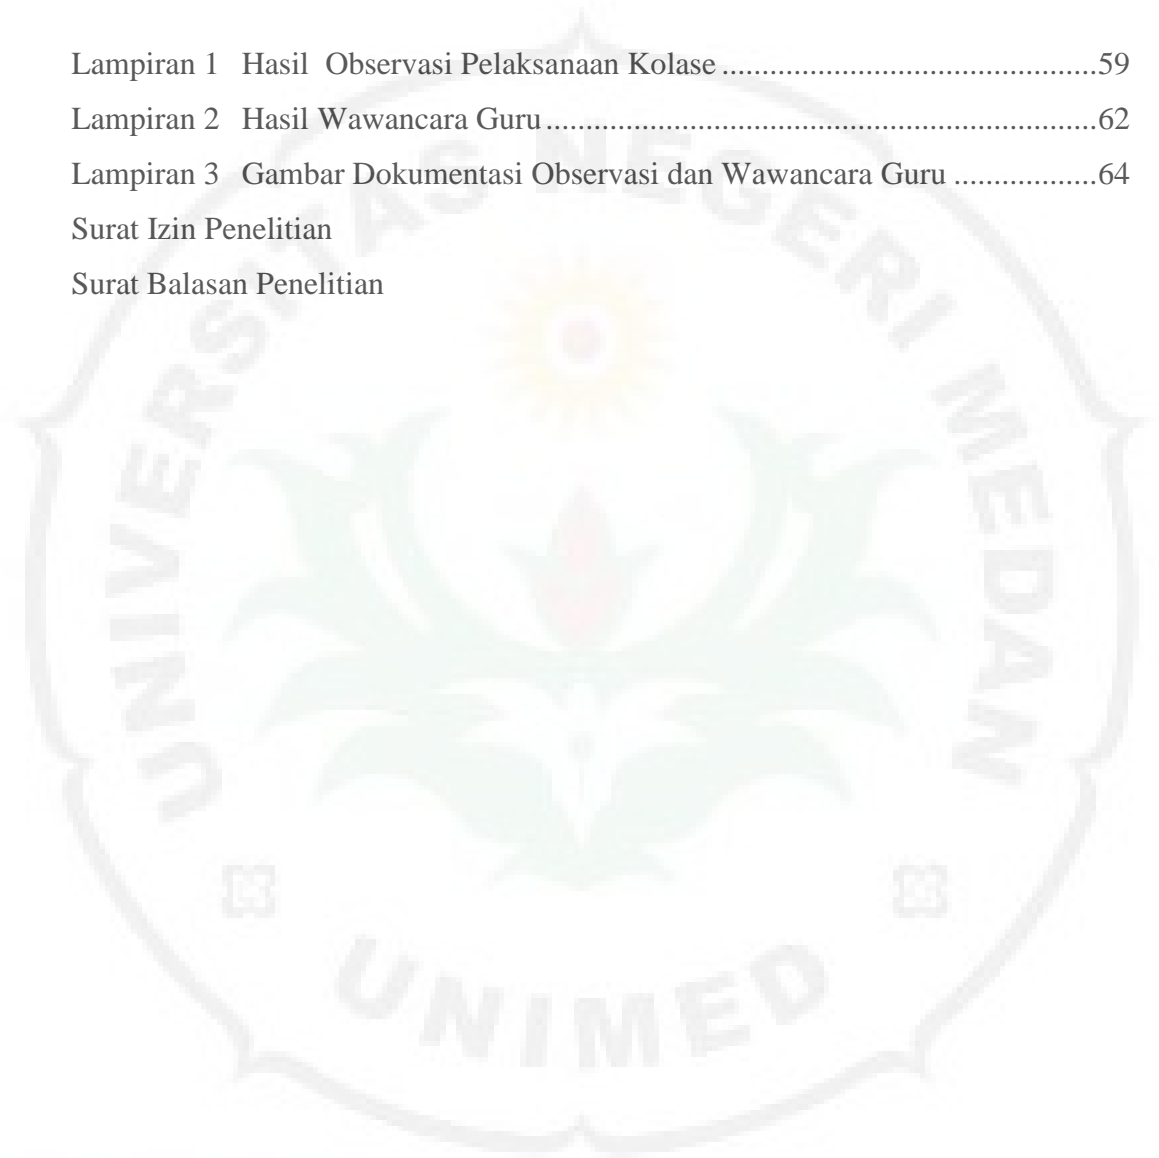 Lampiran 1 Hasil Observasi Pelaksanaan Kolase ...............................................59
Lampiran 2 Hasil Wawancara Guru .....................................................................62
Lampiran 3 Gambar Dokumentasi Observasi dan Wawancara Guru ..................64
Surat Izin Penelitian
Surat Balasan Penelitian
UNIVERSITAS NEGERI MEDAN
UNIMED